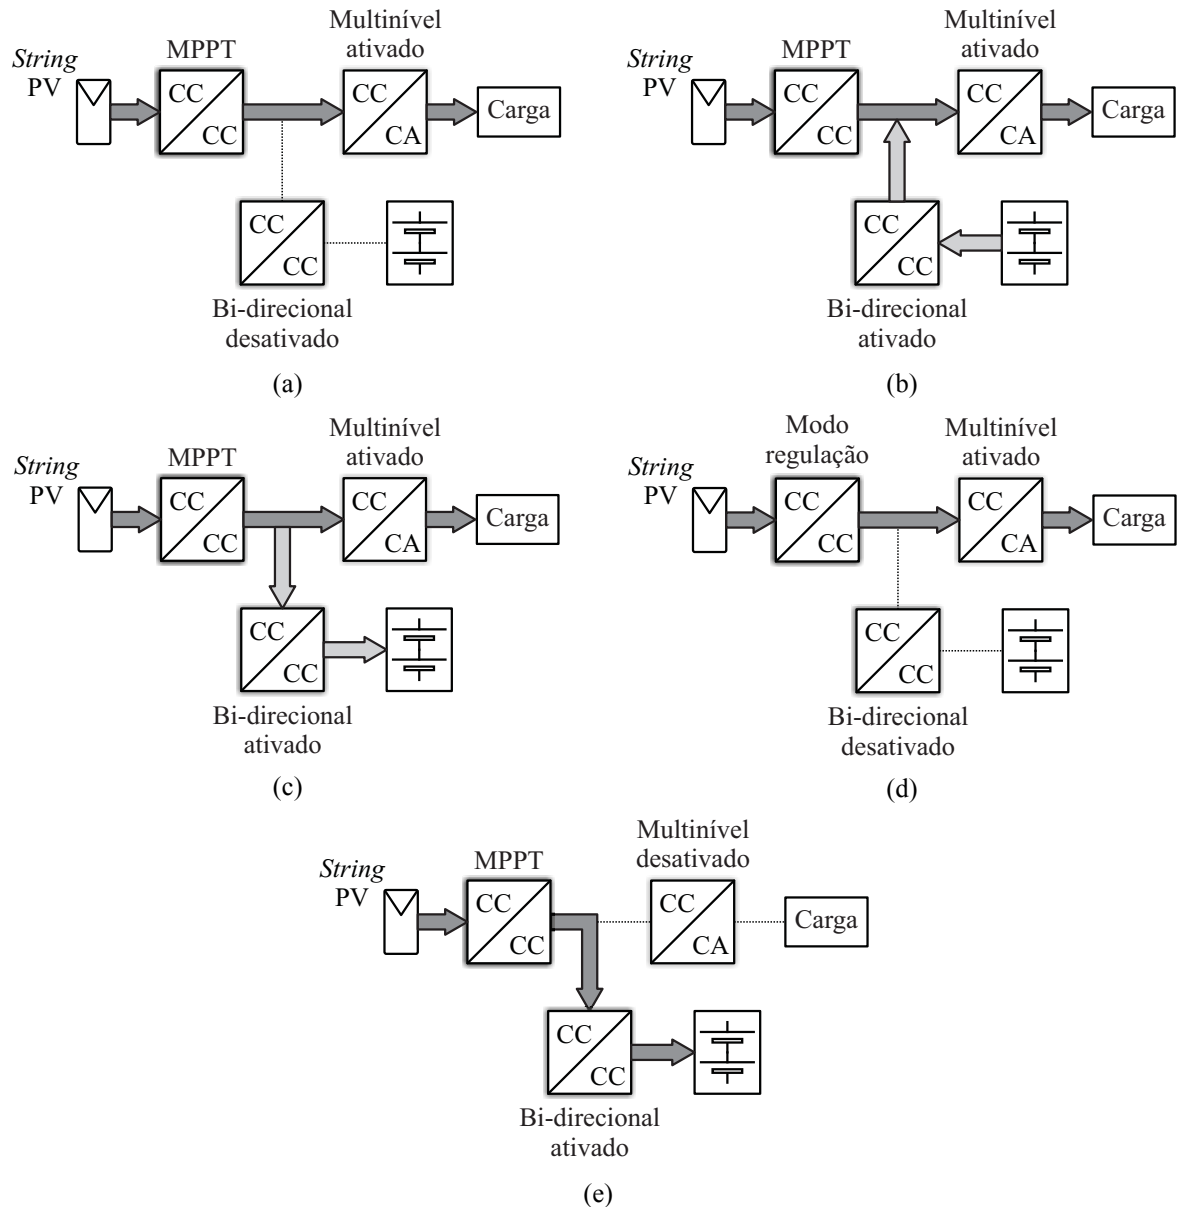 Multinível
ativado
MPPT
String
PV
CC
CC
CC
CA
Carga
CC
CC
Bi-direcional
desativado
(a)
Multinível
ativado
MPPT
String
PV
CC
CC
CC
CA
Carga
CC
CC
Bi-direcional
ativado
(b)
Multinível
ativado
MPPT
String
PV
CC
CC
CC
CA
Carga
CC
CC
Bi-direcional
ativado
(c)
Modo
regulação
Multinível
ativado
String
PV
CC
CC
CC
CA
Carga
CC
CC
Bi-direcional
desativado
(d)
Multinível
desativado
MPPT
String
PV
CC
CC
CC
CA
Carga
CC
CC
Bi-direcional
ativado
(e)